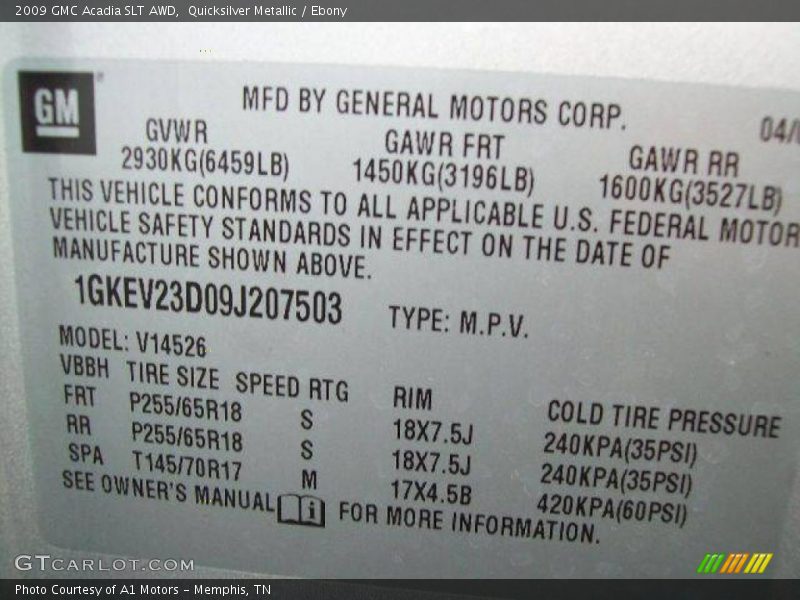 2009 GMC Acadia SLT AWD,  Quicksilver Metallic / Ebony
GM
MFD BY GENERAL MOTORS CORP.
GVWR GAWR FRT GAWR RR
2930KG(6459LB) 1450KG(3196LB) 1600KG(3527LB)
THIS VEHICLE CONFORMS TO ALL APPLICABLE U.S. FEDERAL MOTOR
VEHICLE SAFETY STANDARDS IN EFFECT ON THE DATE OF
MANUFACTURE SHOWN ABOVE.
1GKEV23D09J207503 TYPE: M.P.V.
MODEL: V14526
VBBH TIRE SIZE SPEED RTG RIM COLD TIRE PRESSURE
FRT P255/65R18 S 18X7.5J 240KPA(35PSI)
RR P255/65R18 S 18X7.5J 240KPA(35PSI)
SPA T145/70R17 M 17X4.5B 420KPA(60PSI)
SEE OWNER'S MANUAL i FOR MORE INFORMATION.
GTCARLOT.COM
Photo Courtesy of A1 Motors - Memphis, TN